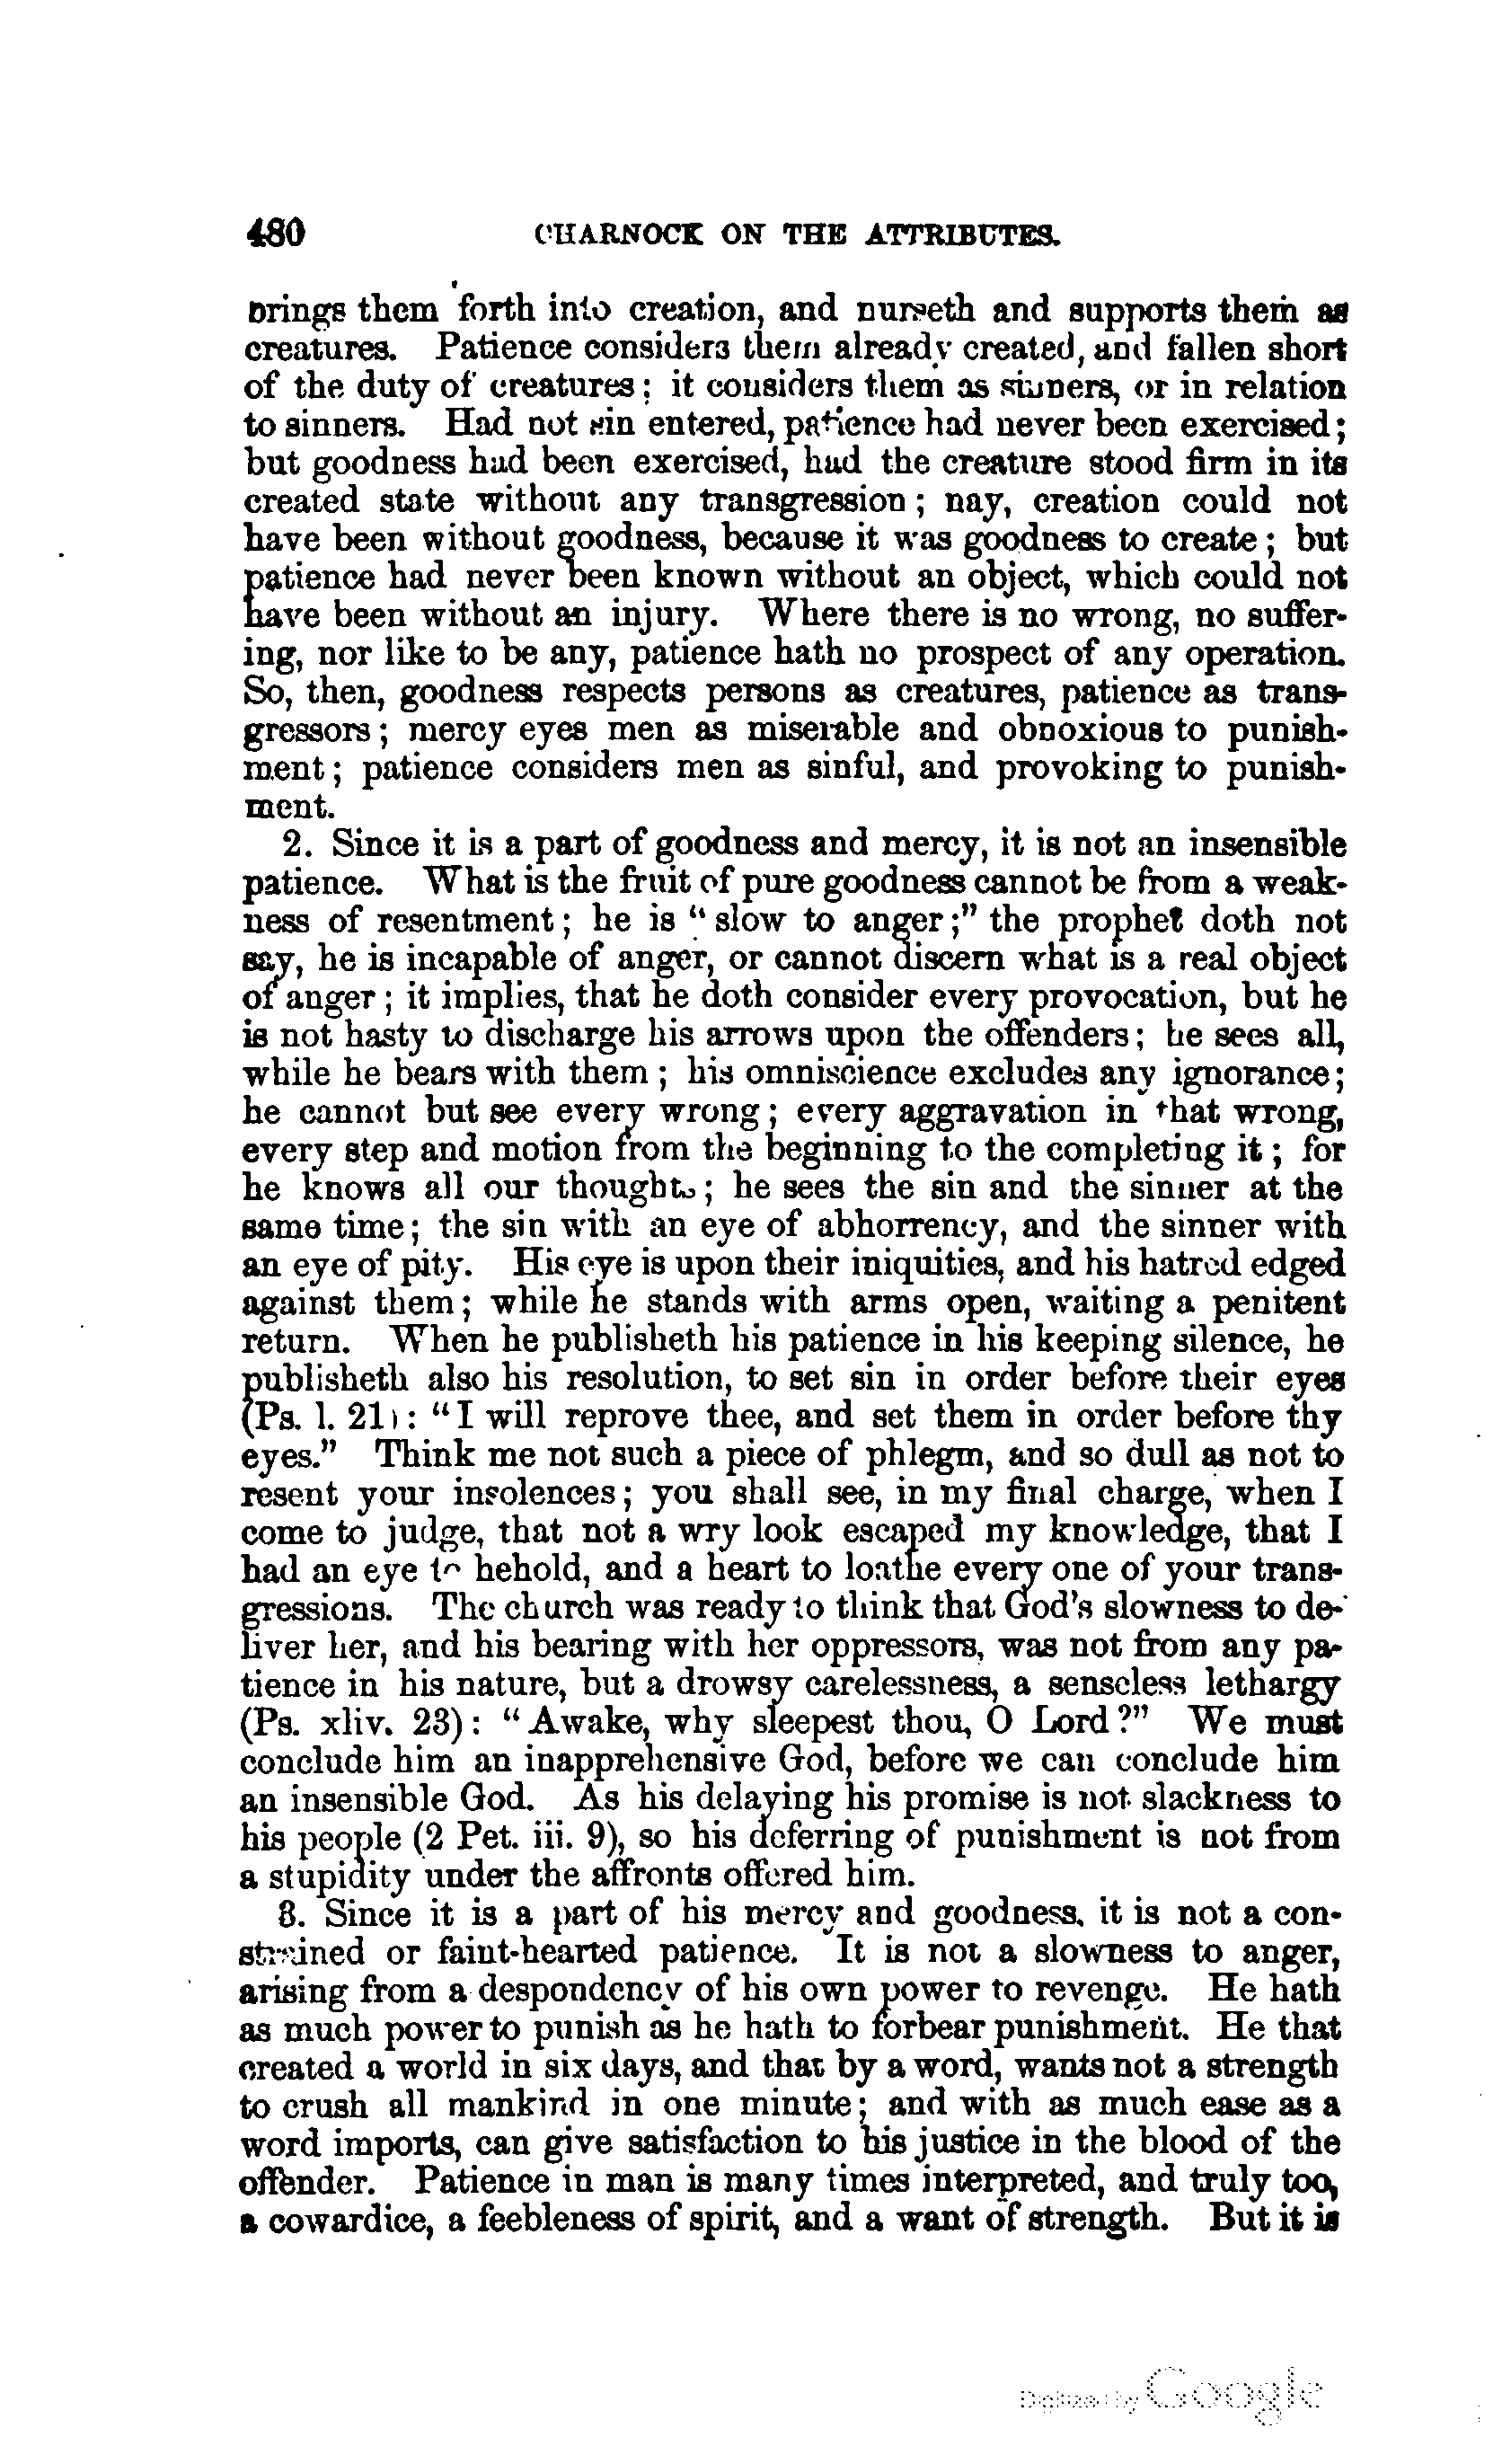 480 CHARNOCK ON THE ATTRIBUTES.
brings them forth into creation, and nurseth and supports them as
creatures. Patience considers them already created, and fallen short
of the duty of creatures; it considers them as sinners, or in relation
to sinners. Had not sin entered, patience had never been exercised;
but goodness had been exercised, had the creature stood firm in its
created state without any transgression; nay, creation could not
have been without goodness, because it was goodness to create; but
patience had never been known without an object, which could not
have been without an injury. Where there is no wrong, no suffer-
ing, nor like to be any, patience hath no prospect of any operation.
So, then, goodness respects persons as creatures, patience as trans-
gressors; mercy eyes men as miserable and obnoxious to punish-
ment; patience considers men as sinful, and provoking to punish-
ment.
2. Since it is a part of goodness and mercy, it is not an insensible
patience. What is the fruit of pure goodness cannot be from a weak-
ness of resentment; he is "slow to anger;" the prophet doth not
say, he is incapable of anger, or cannot discern what is a real object
of anger; it implies, that he doth consider every provocation, but he
is not hasty to discharge his arrows upon the offenders; he sees all,
while he bears with them; his omniscience excludes any ignorance;
he cannot but see every wrong; every aggravation in that wrong,
every step and motion from the beginning to the completing it; for
he knows all our thoughts; he sees the sin and the sinner at the
same time; the sin with an eye of abhorrency, and the sinner with
an eye of pity. His eye is upon their iniquities, and his hatred edged
against them; while he stands with arms open, waiting a penitent
return. When he publisheth his patience in his keeping silence, he
publisheth also his resolution, to set sin in order before their eyes
(Ps. l. 21): "I will reprove thee, and set them in order before thy
eyes." Think me not such a piece of phlegm, and so dull as not to
resent your insolences; you shall see, in my final charge, when I
come to judge, that not a wry look escaped my knowledge, that I
had an eye to hehold, and a heart to loathe every one of your trans-
gressions. The church was ready to think that God's slowness to de-
liver her, and his bearing with her oppressors, was not from any pa-
tience in his nature, but a drowsy carelessness, a senseless lethargy
(Ps. xliv. 23): "Awake, why sleepest thou, O Lord?" We must
conclude him an inapprehensive God, before we can conclude him
an insensible God. As his delaying his promise is not slackness to
his people (2 Pet. iii. 9), so his deferring of punishment is not from
a stupidity under the affronts offered him.
3. Since it is a part of his mercy and goodness, it is not a con-
strained or faint-hearted patience. It is not a slowness to anger,
arising from a despondency of his own power to revenge. He hath
as much power to punish as he hath to forbear punishment. He that
created a world in six days, and that by a word, wants not a strength
to crush all mankind in one minute; and with as much ease as a
word imports, can give satisfaction to his justice in the blood of the
offender. Patience in man is many times interpreted, and truly too,
a cowardice, a feebleness of spirit, and a want of strength. But it is
Digitized by Google